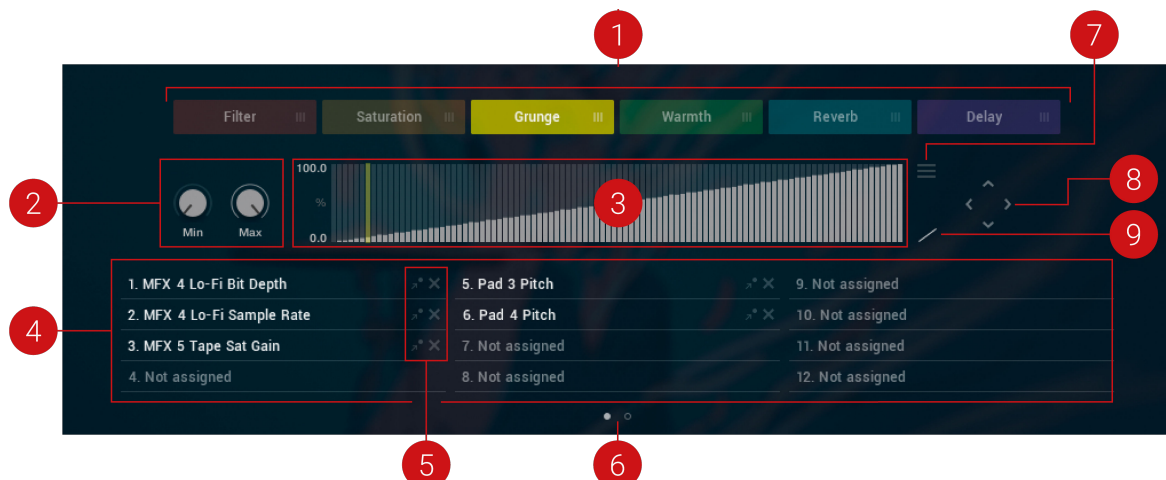 1
7
Filter
Saturation
Grunge
Warmth
Reverb
Delay
2
Min
Max
100.0
%
0.0
3
8
9
4
1. MFX 4 Lo-Fi Bit Depth
2. MFX 4 Lo-Fi Sample Rate
3. MFX 5 Tape Sat Gain
4. Not assigned
5. Pad 3 Pitch
6. Pad 4 Pitch
7. Not assigned
8. Not assigned
9. Not assigned
10. Not assigned
11. Not assigned
12. Not assigned
5
6